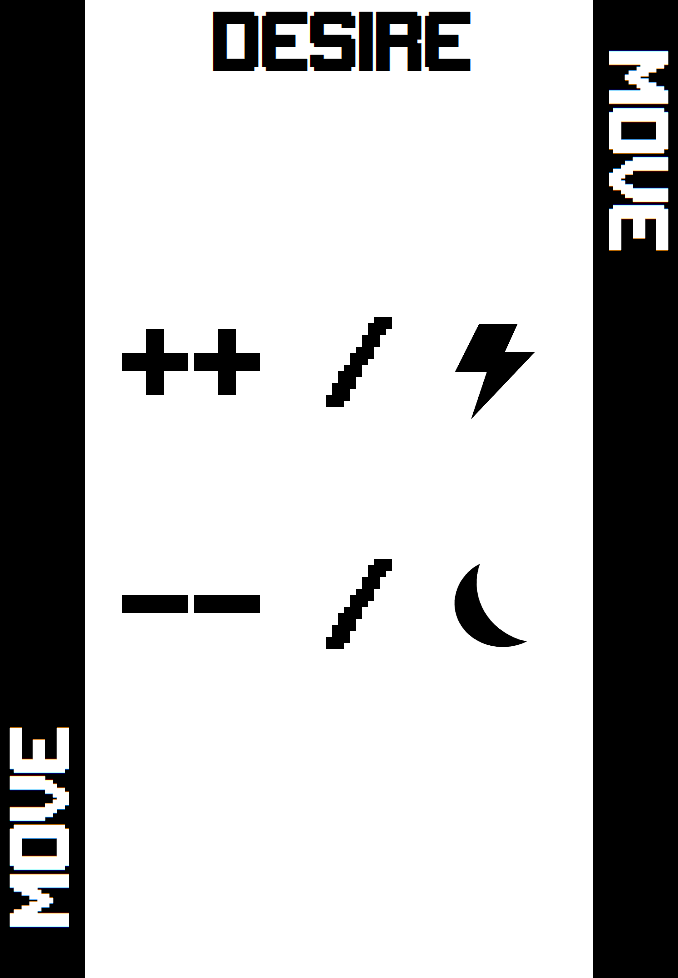 DESIRE
MOVE
++ /
-- /
MOVE